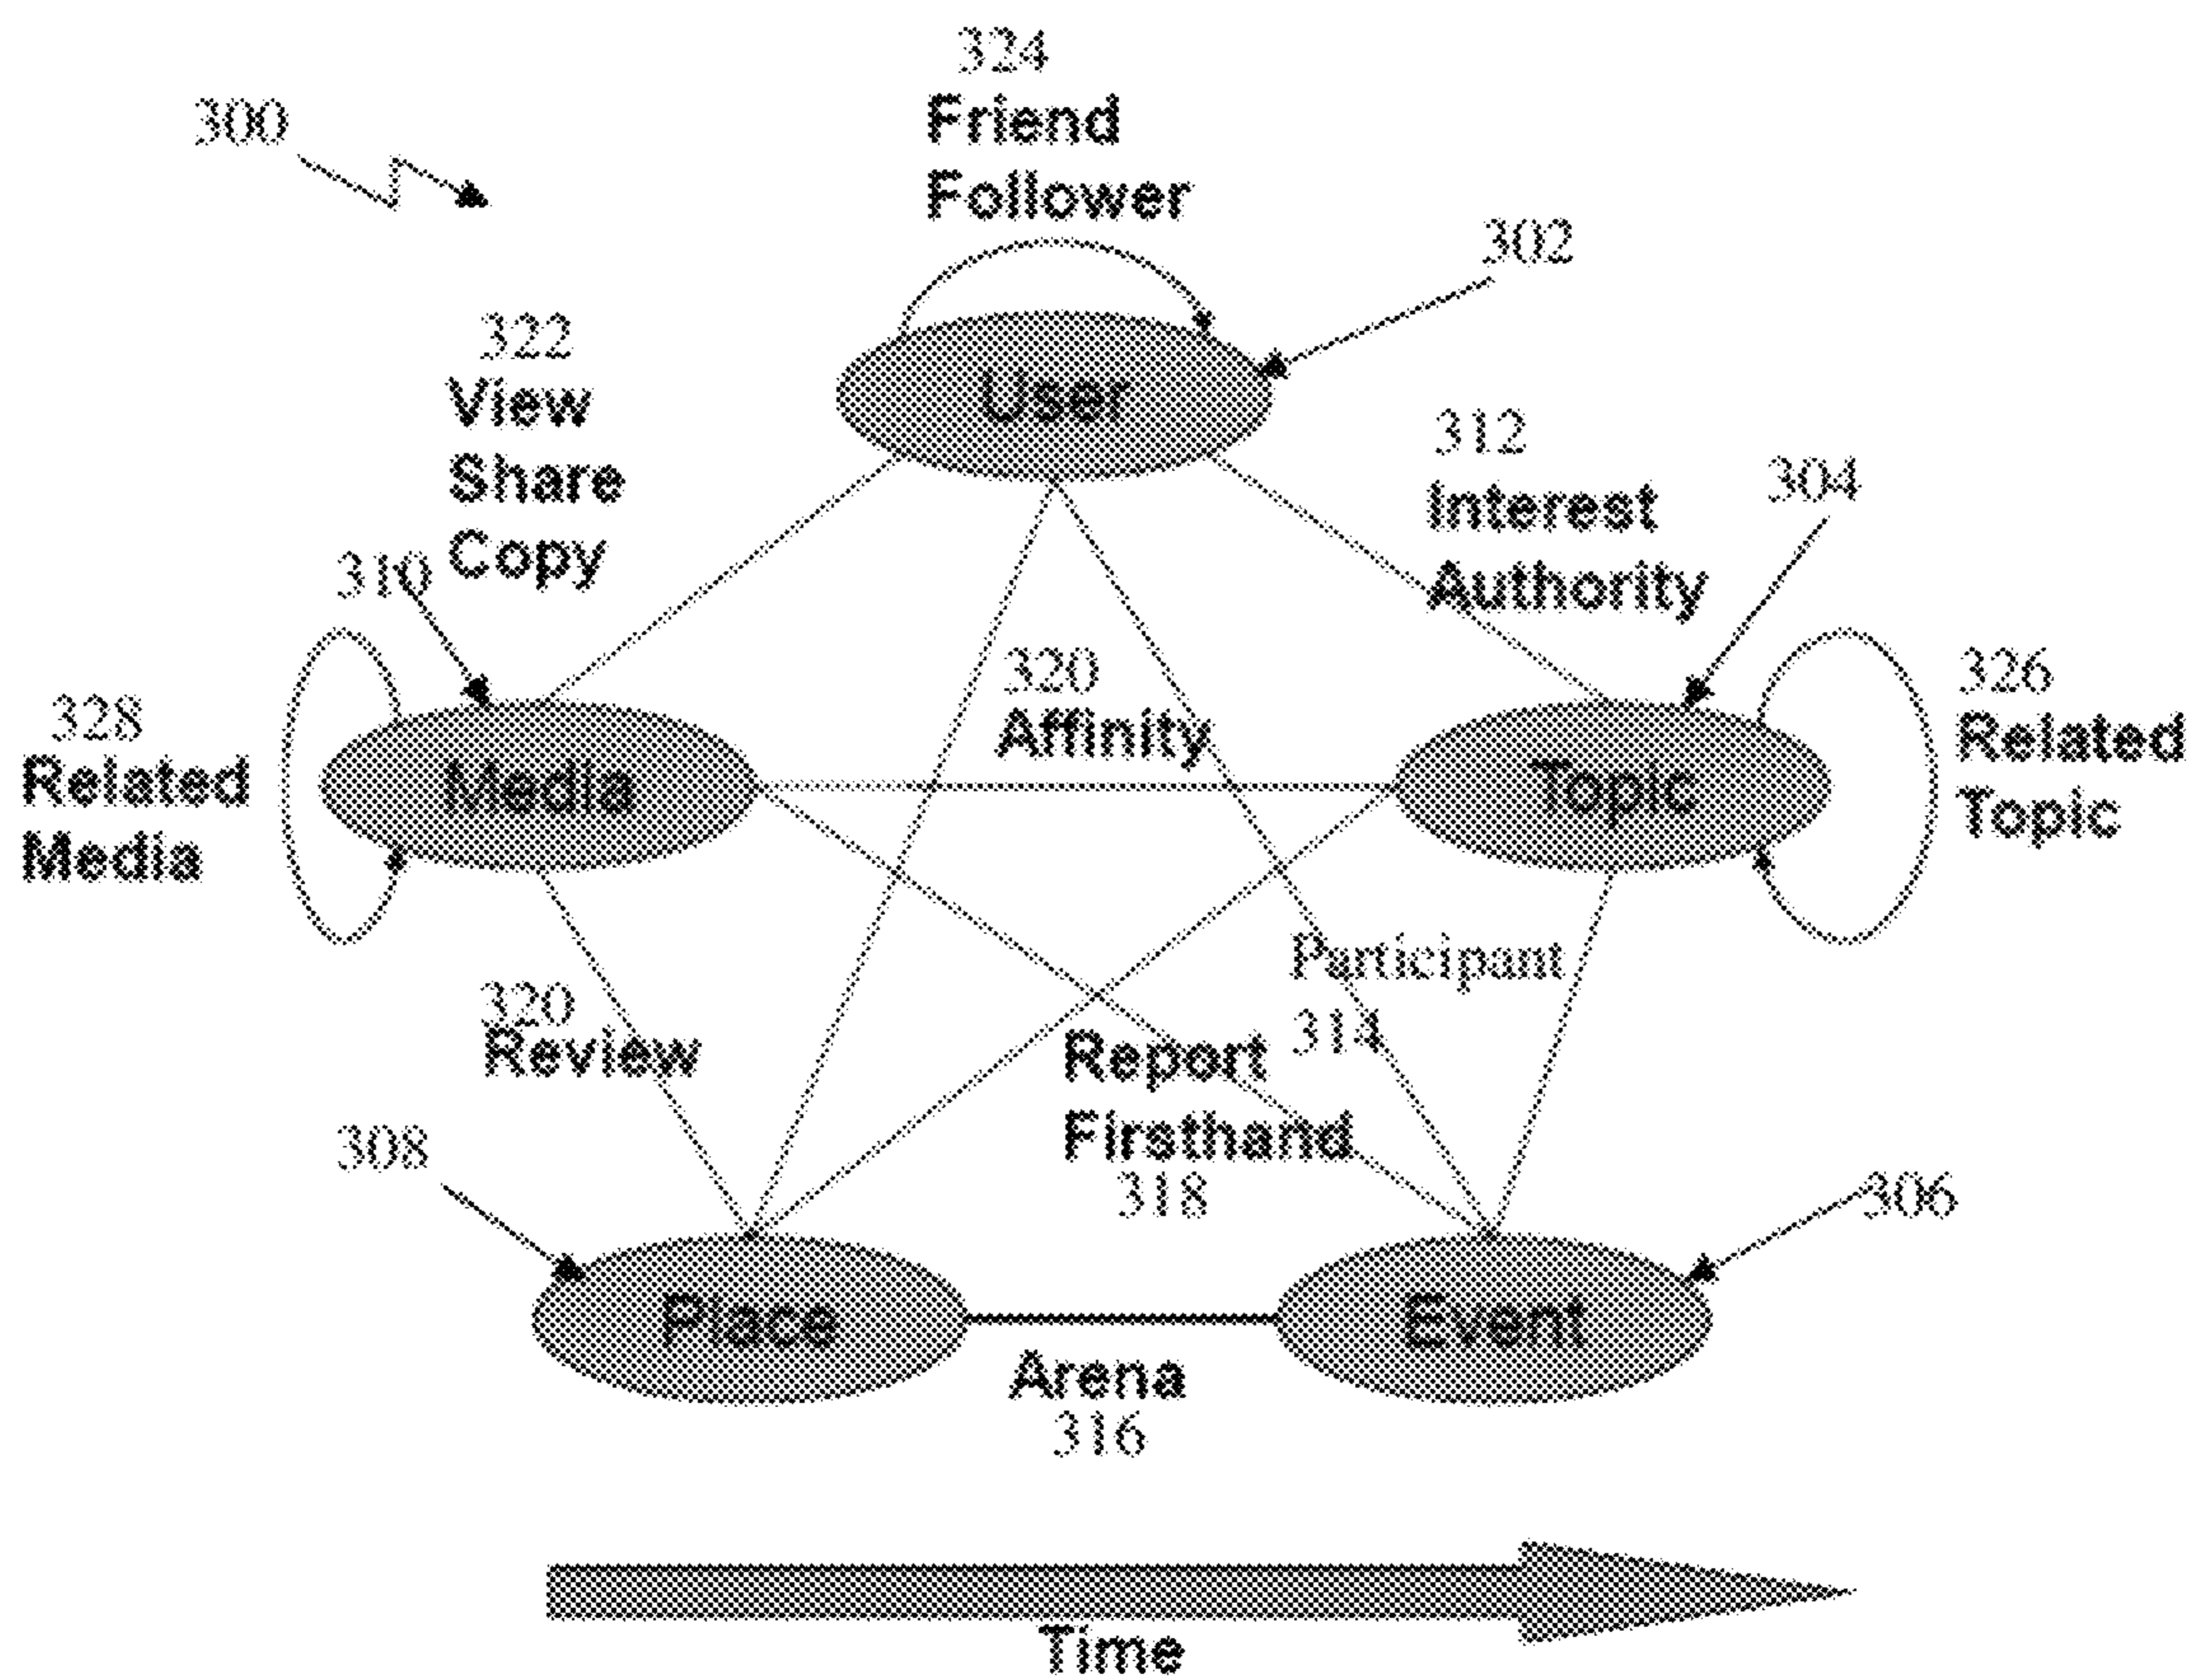 324
300
Friend
Follower
302
322
User
View
312
Share
Interest
304
Copy
310
Authority
320
326
328
Affinity
Related
Related
Media
Topic
Topic
Media
Participant
320
314
Review
Report
Firsthand
308
318
306
Place
Event
Arena
316
Time